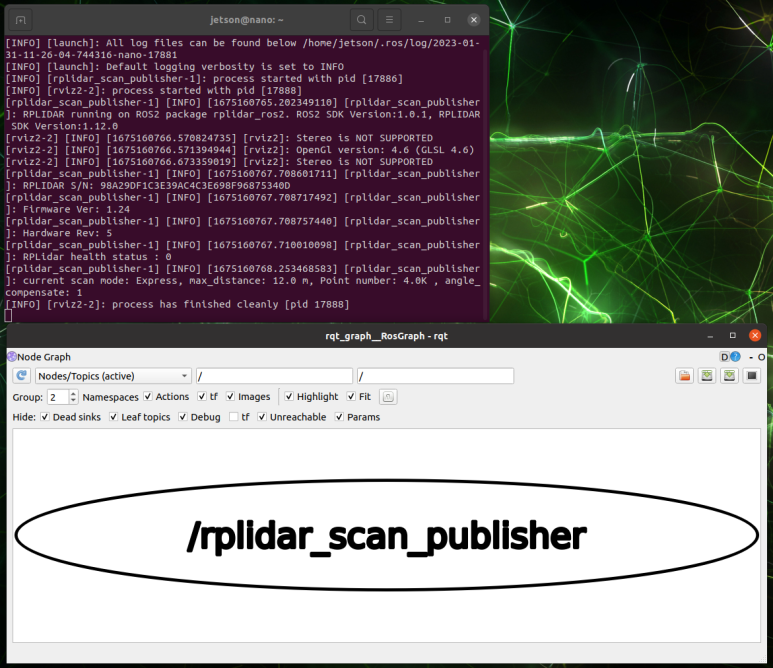 jetson@nano: ~
[INFO] [launch]: All log files can be found below /home/jetson/.ros/log/2023-01-
31-11-26-04-744316-nano-17881
[INFO] [launch]: Default logging verbosity is set to INFO
[INFO] [rplidar_scan_publisher-1]: process started with pid [17886]
[INFO] [rviz2-2]: process started with pid [17888]
[rplidar_scan_publisher-1] [INFO] [1675160765.202349110] [rplidar_scan_publisher
]: RPLIDAR running on ROS2 package rplidar_ros2. ROS2 SDK Version:1.0.1, RPLIDAR
SDK Version:1.12.0
[rviz2-2] [INFO] [1675160766.570824735] [rviz2]: Stereo is NOT SUPPORTED
[rviz2-2] [INFO] [1675160766.571394944] [rviz2]: OpenGl version: 4.6 (GLSL 4.6)
[rviz2-2] [INFO] [1675160766.673359019] [rviz2]: Stereo is NOT SUPPORTED
[rplidar_scan_publisher-1] [INFO] [1675160767.708601711] [rplidar_scan_publisher
]: RPLIDAR S/N: 98A29DF1C3E39AC4C3E698F96875340D
[rplidar_scan_publisher-1] [INFO] [1675160767.708717492] [rplidar_scan_publisher
]: Firmware Ver: 1.24
[rplidar_scan_publisher-1] [INFO] [1675160767.708757440] [rplidar_scan_publisher
]: Hardware Rev: 5
[rplidar_scan_publisher-1] [INFO] [1675160767.710010098] [rplidar_scan_publisher
]: RPLidar health status : 0
[rplidar_scan_publisher-1] [INFO] [1675160768.253468583] [rplidar_scan_publisher
]: current scan mode: Express, max_distance: 12.0 m, Point number: 4.0K , angle_
compensate: 1
[INFO] [rviz2-2]: process has finished cleanly [pid 17888]
rqt_graph__RosGraph - rqt
Node Graph D - O
Nodes/Topics (active) / /
Group: 2 Namespaces Actions tf Images Highlight Fit
Hide: Dead sinks Leaf topics Debug tf Unreachable Params
/rplidar_scan_publisher